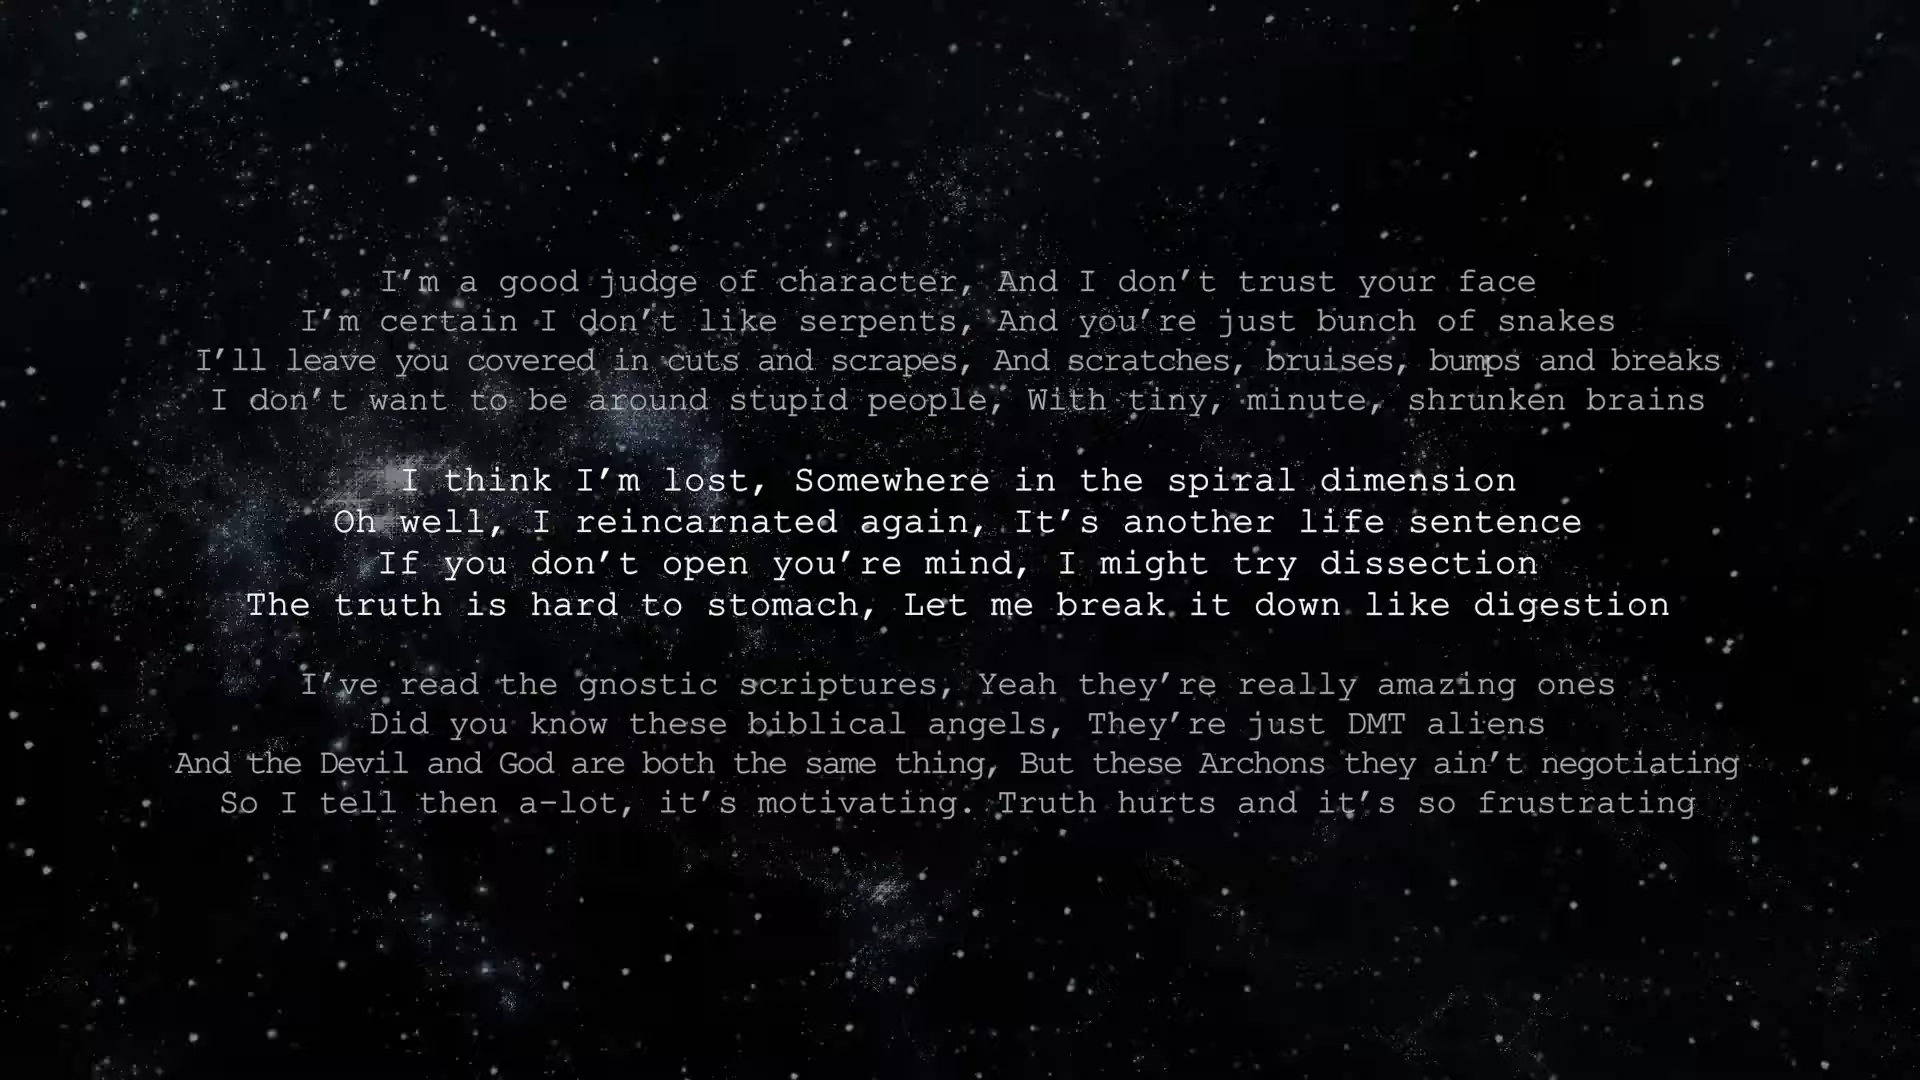 I’m a good judge of character, And I don’t trust your face
I’m certain I don’t like serpents, And you’re just bunch of snakes
I’ll leave you covered in cuts and scrapes, And scratches, bruises, bumps and breaks
I don’t want to be around stupid people, With tiny, minute, shrunken brains
I think I’m lost, Somewhere in the spiral dimension
Oh well, I reincarnated again, It’s another life sentence
If you don’t open you’re mind, I might try dissection
The truth is hard to stomach, Let me break it down like digestion
I’ve read the gnostic scriptures, Yeah they’re really amazing ones
Did you know these biblical angels, They’re just DMT aliens
And the Devil and God are both the same thing, But these Archons they ain’t negotiating
So I tell then a-lot, it’s motivating. Truth hurts and it’s so frustrating